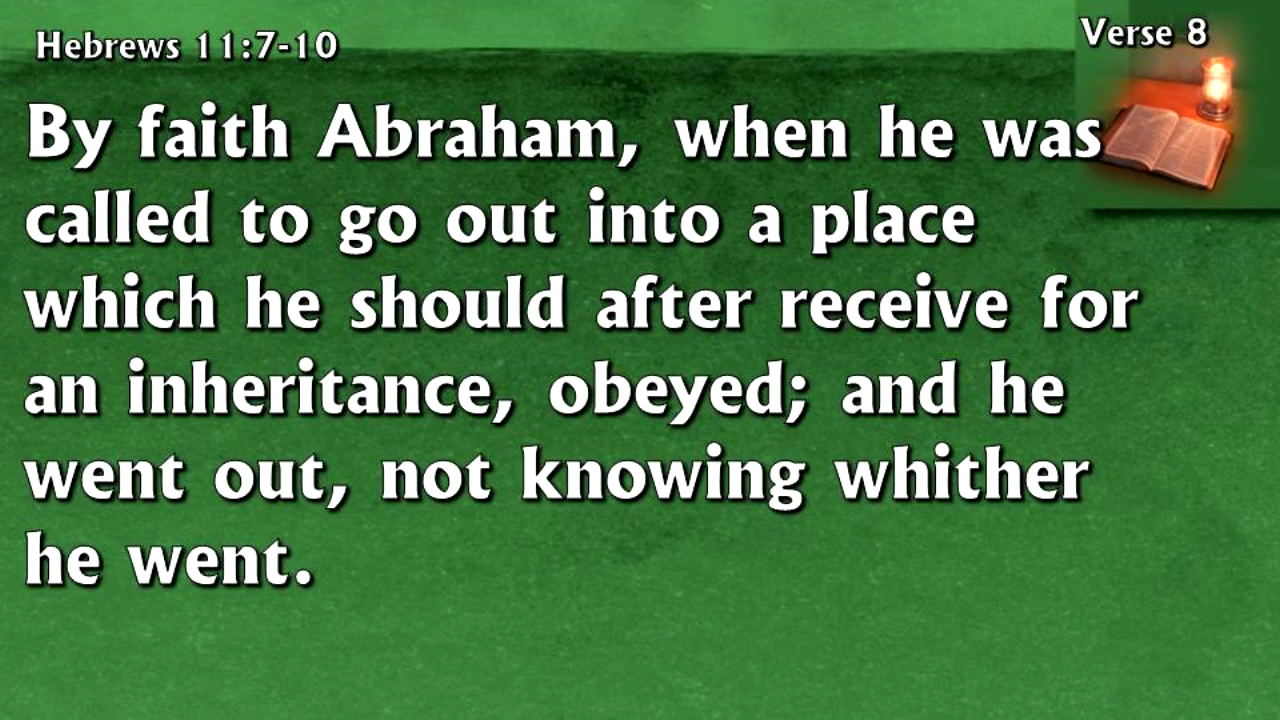 Hebrews 11:7-10
Verse 8
By faith Abraham, when he was
called to go out into a place
which he should after receive for
an inheritance, obeyed; and he
went out, not knowing whither
he went.